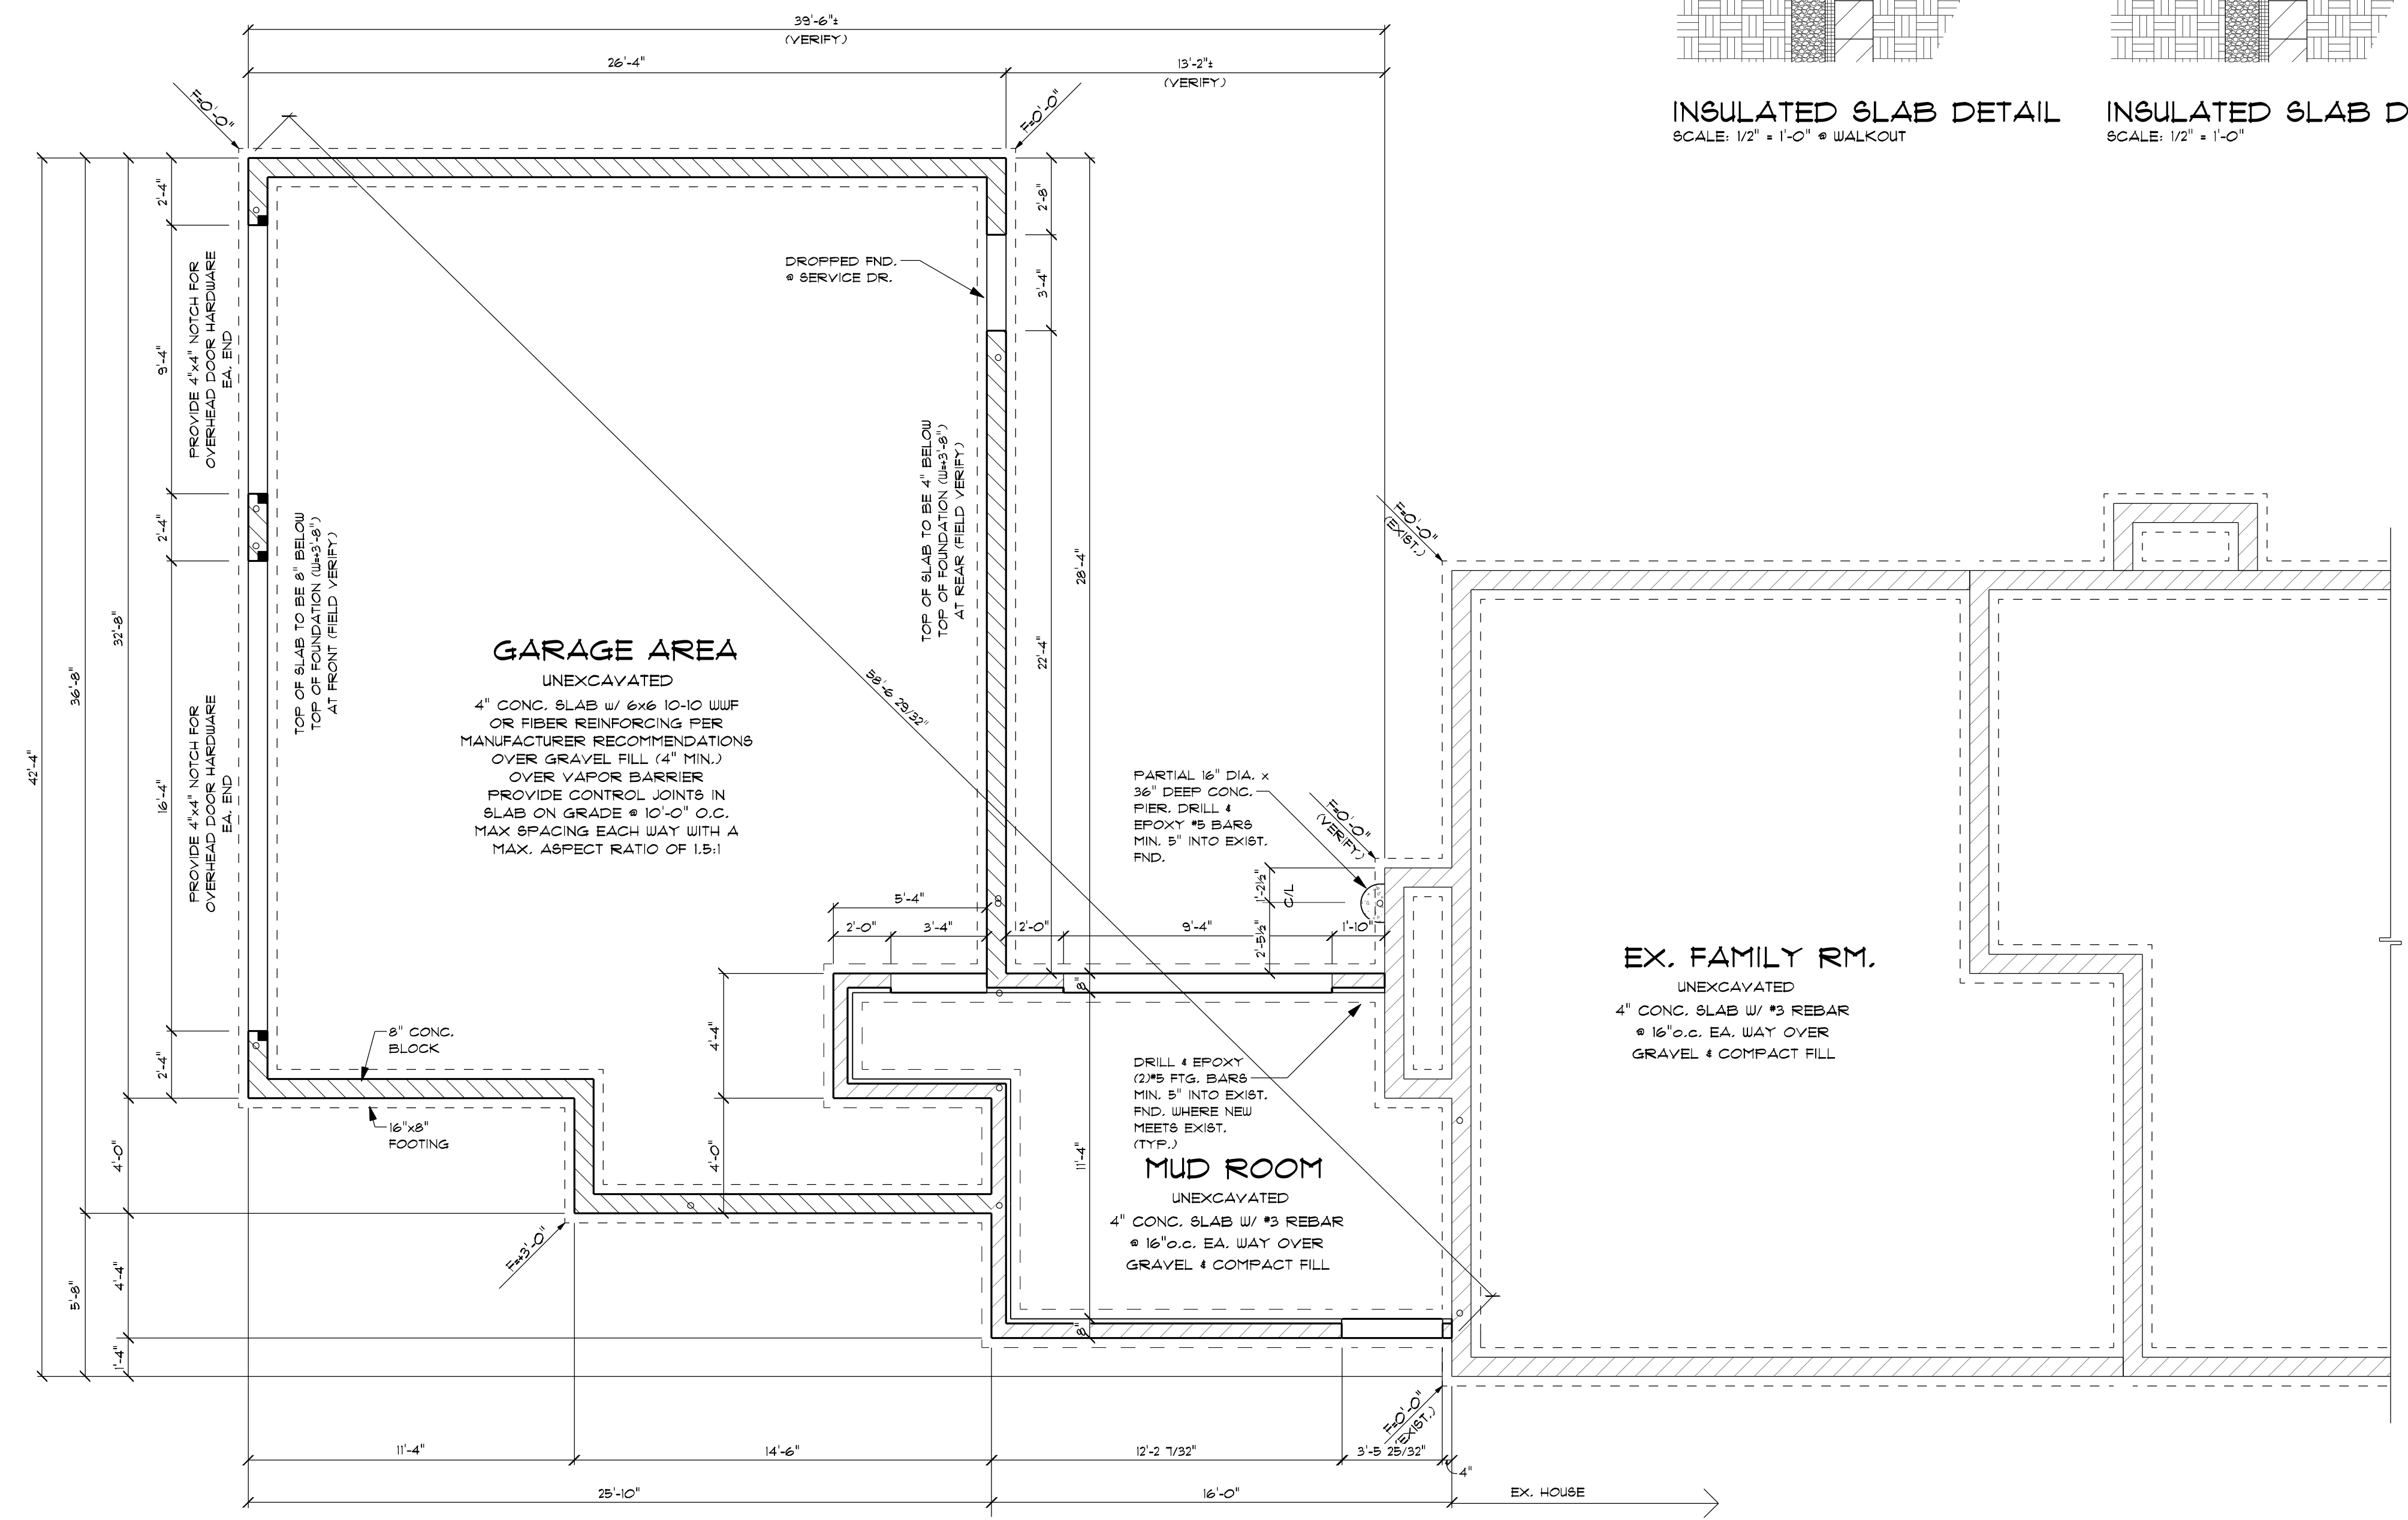 39'-6"±
(VERIFY)
26'-4"
13'-2"±
(VERIFY)
INSULATED SLAB DETAIL
SCALE: 1/2" = 1'-0" @ WALKOUT
INSULATED SLAB D
SCALE: 1/2" = 1'-0"
F=0'-0"
F=0'-0"
2'-4"
9'-4"
2'-4"
16'-4"
2'-4"
32'-8"
36'-8"
42'-4"
4'-0"
4'-4"
5'-8"
1'-4"
PROVIDE 4"x4" NOTCH FOR
OVERHEAD DOOR HARDWARE
EA. END
PROVIDE 4"x4" NOTCH FOR
OVERHEAD DOOR HARDWARE
EA. END
TOP OF SLAB TO BE 8" BELOW
TOP OF FOUNDATION (W=+3'-8")
AT FRONT (FIELD VERIFY)
DROPPED FND.
@ SERVICE DR.
2'-8"
3'-4"
22'-4"
28'-4"
TOP OF SLAB TO BE 4" BELOW
TOP OF FOUNDATION (W=+3'-8")
AT REAR (FIELD VERIFY)
GARAGE AREA
UNEXCAVATED
4" CONC. SLAB w/ 6x6 10-10 WWF
OR FIBER REINFORCING PER
MANUFACTURER RECOMMENDATIONS
OVER GRAVEL FILL (4" MIN.)
OVER VAPOR BARRIER
PROVIDE CONTROL JOINTS IN
SLAB ON GRADE @ 10'-0" O.C.
MAX SPACING EACH WAY WITH A
MAX. ASPECT RATIO OF 1.5:1
58'-6 29/32"
F=0'-0"
(EXIST.)
PARTIAL 16" DIA. x
36" DEEP CONC.
PIER. DRILL &
EPOXY #5 BARS
MIN. 5" INTO EXIST.
FND.
F=0'-0"
(VERIFY)
1'-2½"
C/L
2'-5½"
5'-4"
2'-0"
3'-4"
2'-0"
9'-4"
1'-10"
8"
4'-4"
4'-0"
8" CONC.
BLOCK
16"x8"
FOOTING
F=+3'-0"
DRILL & EPOXY
(2)#5 FTG. BARS
MIN. 5" INTO EXIST.
FND. WHERE NEW
MEETS EXIST.
(TYP.)
11'-4"
MUD ROOM
UNEXCAVATED
4" CONC. SLAB W/ #3 REBAR
@ 16"o.c. EA. WAY OVER
GRAVEL & COMPACT FILL
8"
EX. FAMILY RM.
UNEXCAVATED
4" CONC. SLAB W/ #3 REBAR
@ 16"o.c. EA. WAY OVER
GRAVEL & COMPACT FILL
F=0'-0"
(EXIST.)
11'-4"
14'-6"
12'-2 7/32"
3'-5 25/32"
4"
25'-10"
16'-0"
EX. HOUSE